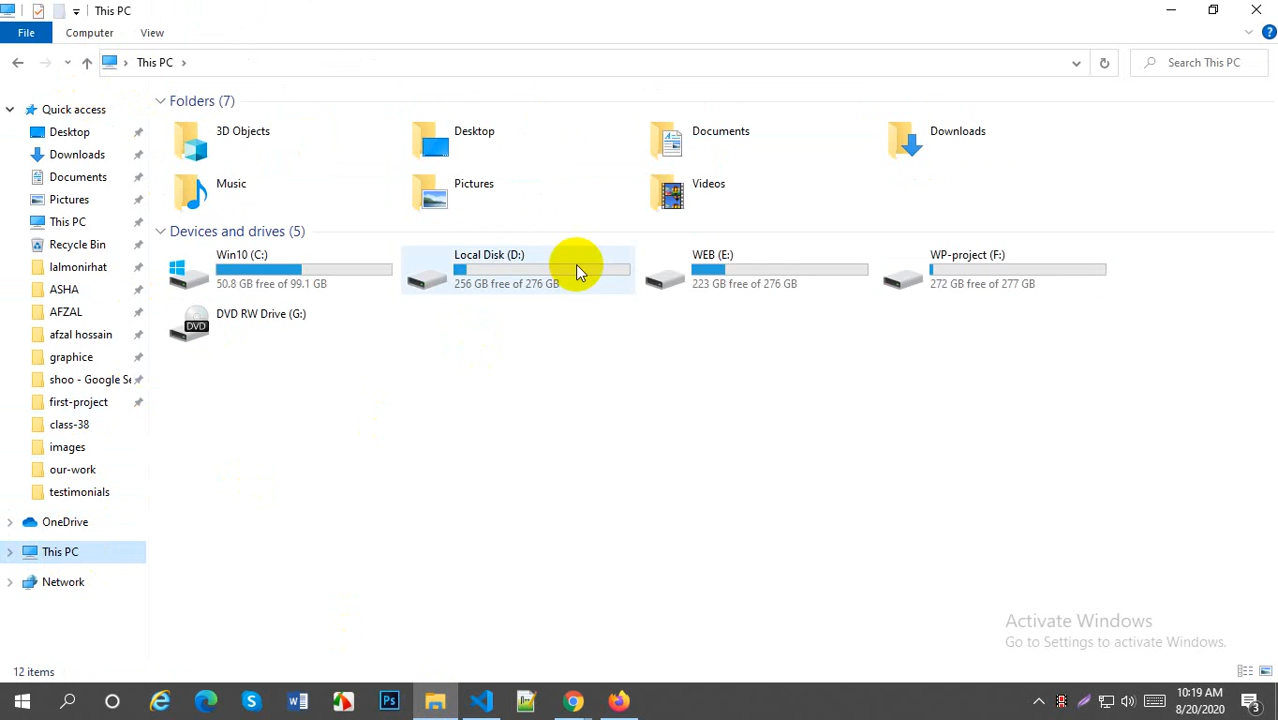 This PC
File Computer View
This PC
Search This PC
Quick access
Desktop
Downloads
Documents
Pictures
This PC
Recycle Bin
lalmonirhat
ASHA
AFZAL
afzal hossain
graphice
shoo - Google Se
first-project
class-38
images
our-work
testimonials
OneDrive
This PC
Network
Folders (7)
3D Objects
Desktop
Documents
Downloads
Music
Pictures
Videos
Devices and drives (5)
Win10 (C:)
50.8 GB free of 99.1 GB
Local Disk (D:)
256 GB free of 276 GB
WEB (E:)
223 GB free of 276 GB
WP-project (F:)
272 GB free of 277 GB
DVD
DVD RW Drive (G:)
Activate Windows
Go to Settings to activate Windows.
12 items
Ps
10:19 AM
8/20/2020
3